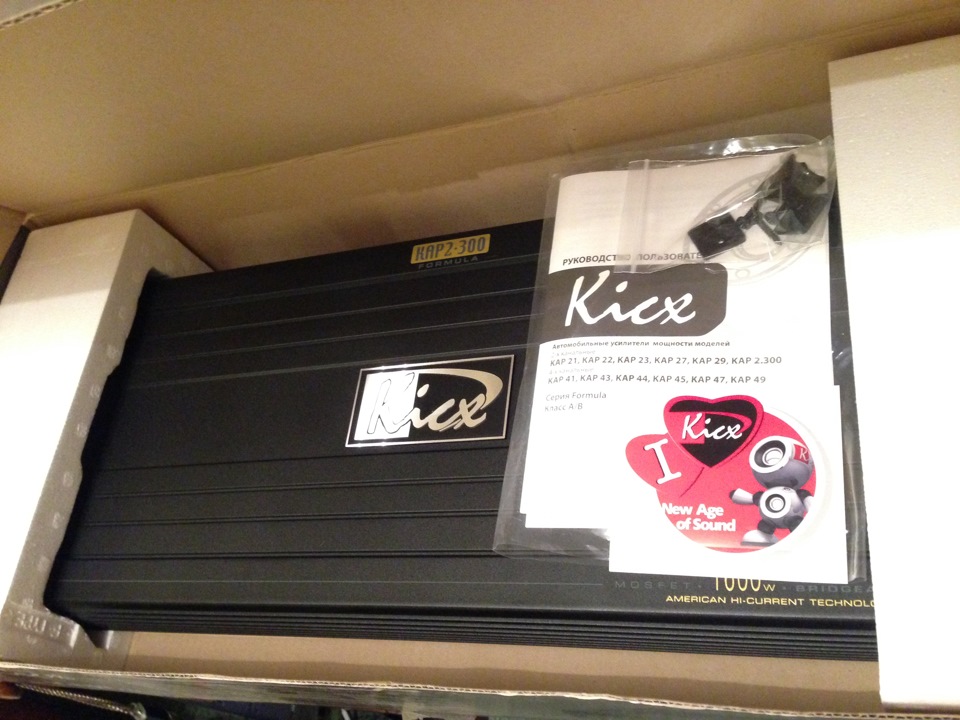 KAP2·300
FORMULA
Kicx
РУКОВОДСТВО ПОЛЬЗОВАТЕ
Kicx
Автомобильные усилители мощности моделей
KAP 21, KAP 22, KAP 23, KAP 27, KAP 29, KAP 2.300
KAP 41, KAP 43, KAP 44, KAP 45, KAP 47, KAP 49
Серия Formula
Класс A/B
Kicx
I
New Age
of Sound
MOSFET · 1000W · BRIDGEA
AMERICAN HI-CURRENT TECHNOLO